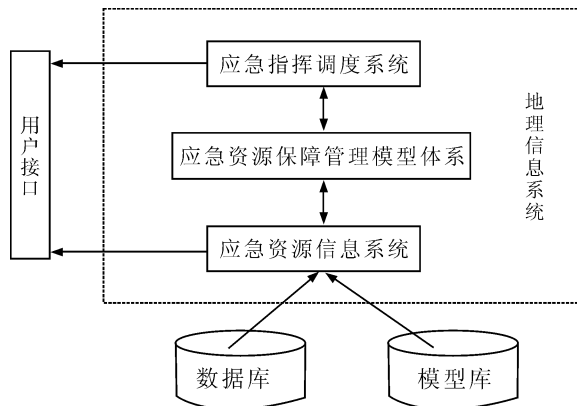 应急指挥调度系统
用户接口
应急资源保障管理模型体系
地理信息系统
应急资源信息系统
数据库
模型库